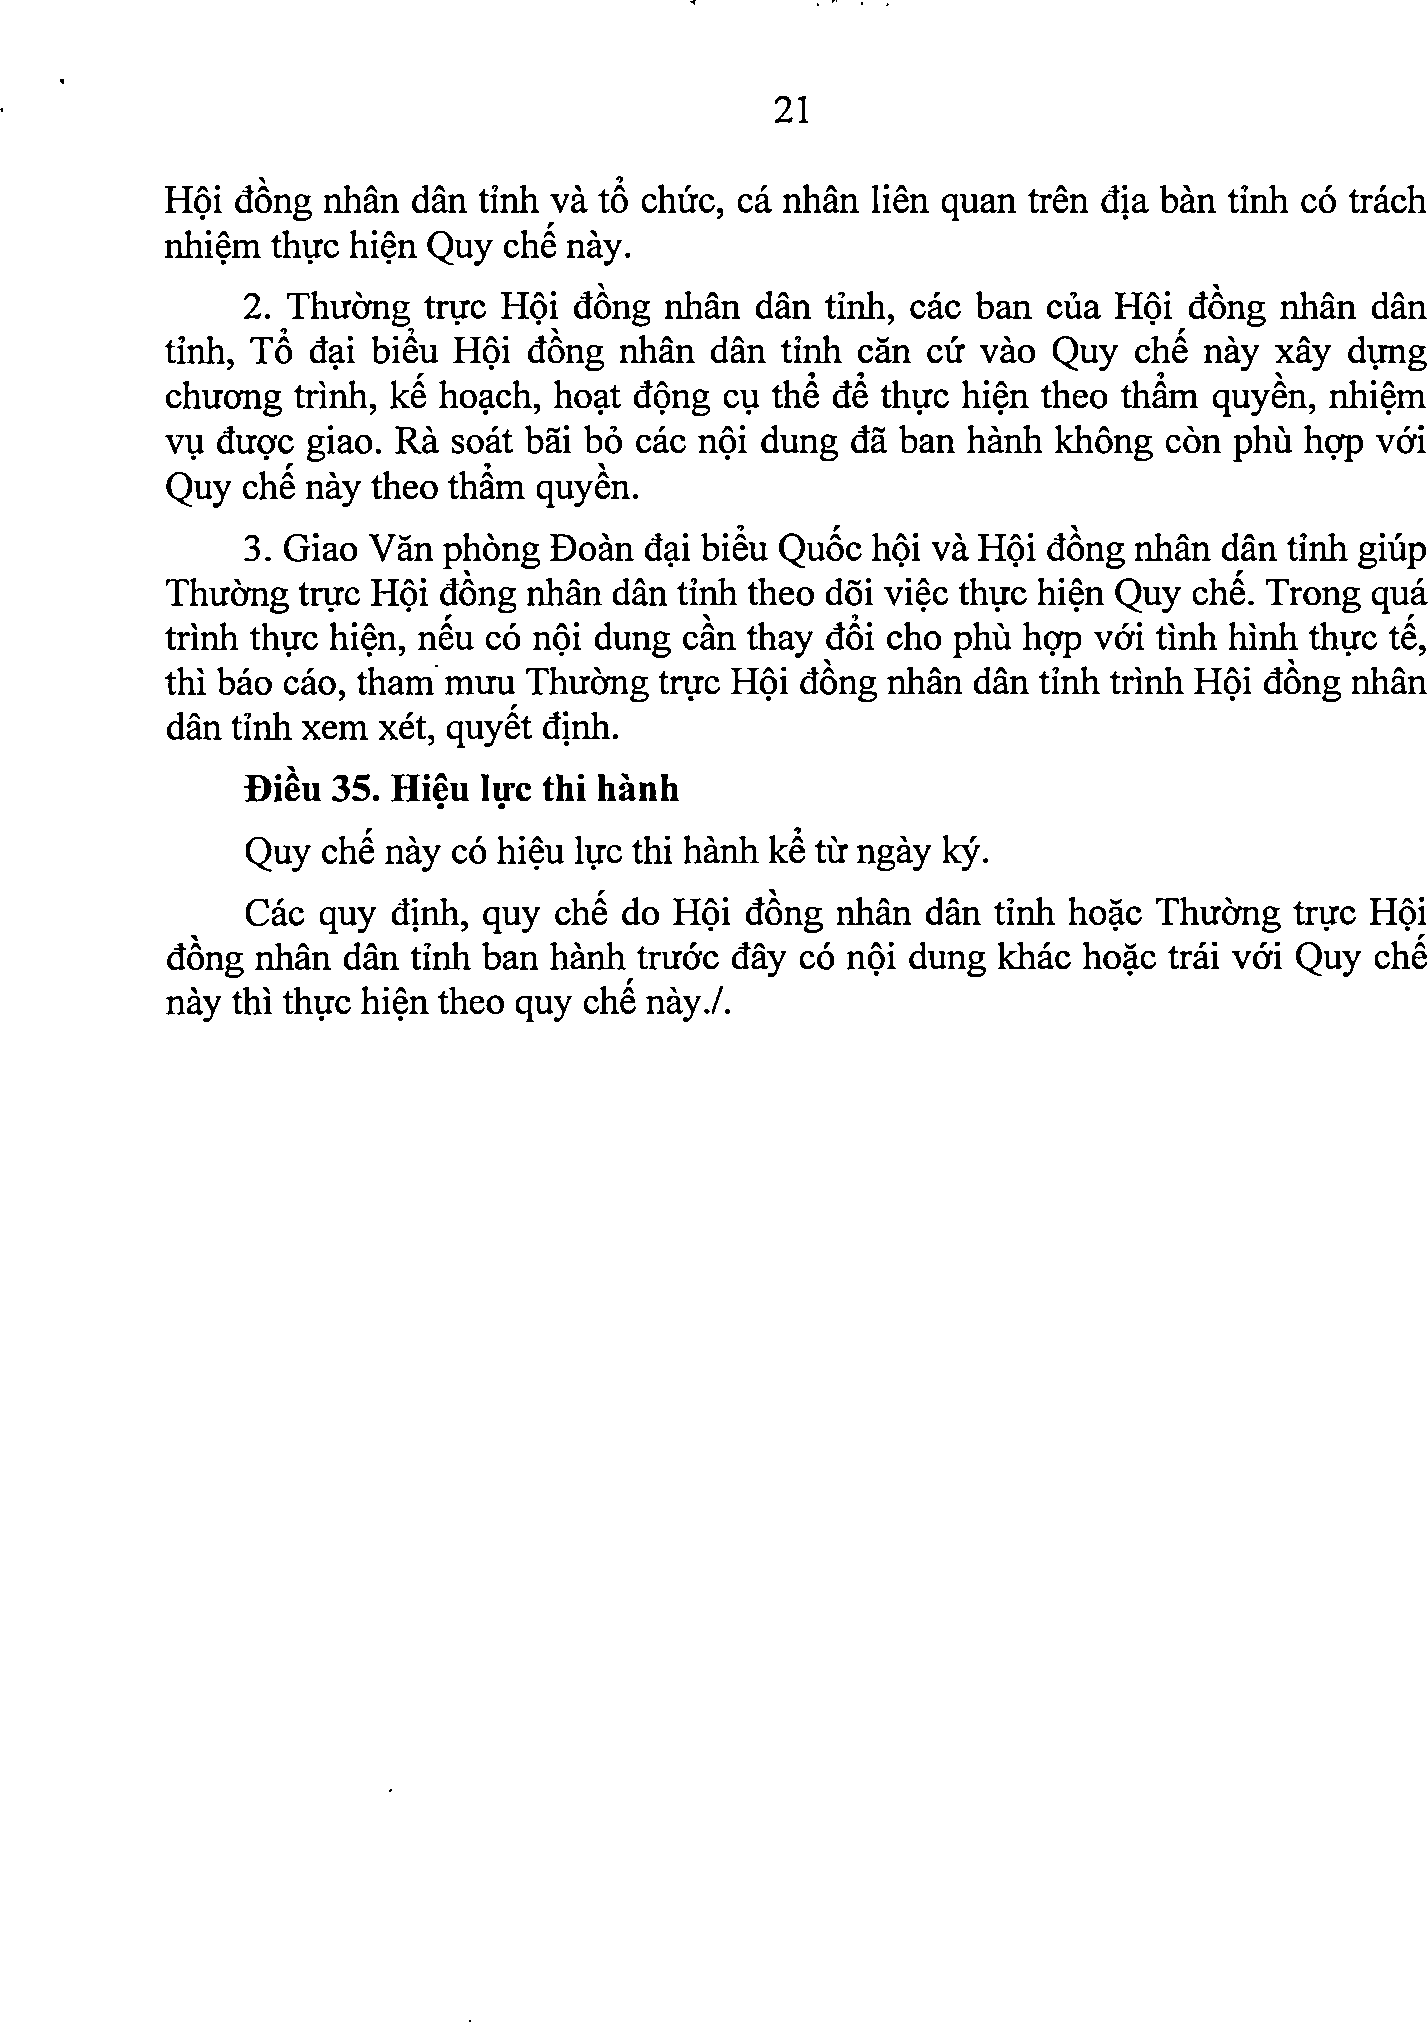 21
Hội đồng nhân dân tỉnh và tổ chức, cá nhân liên quan trên địa bàn tỉnh có trách
nhiệm thực hiện Quy chế này.
2. Thường trực Hội đồng nhân dân tỉnh, các ban của Hội đồng nhân dân
tỉnh, Tổ đại biểu Hội đồng nhân dân tỉnh căn cứ vào Quy chế này xây dựng
chương trình, kế hoạch, hoạt động cụ thể để thực hiện theo thẩm quyền, nhiệm
vụ được giao. Rà soát bãi bỏ các nội dung đã ban hành không còn phù hợp với
Quy chế này theo thẩm quyền.
3. Giao Văn phòng Đoàn đại biểu Quốc hội và Hội đồng nhân dân tỉnh giúp
Thường trực Hội đồng nhân dân tỉnh theo dõi việc thực hiện Quy chế. Trong quá
trình thực hiện, nếu có nội dung cần thay đổi cho phù hợp với tình hình thực tế,
thì báo cáo, tham mưu Thường trực Hội đồng nhân dân tỉnh trình Hội đồng nhân
dân tỉnh xem xét, quyết định.
Điều 35. Hiệu lực thi hành
Quy chế này có hiệu lực thi hành kể từ ngày ký.
Các quy định, quy chế do Hội đồng nhân dân tỉnh hoặc Thường trực Hội
đồng nhân dân tỉnh ban hành trước đây có nội dung khác hoặc trái với Quy chế
này thì thực hiện theo quy chế này./.